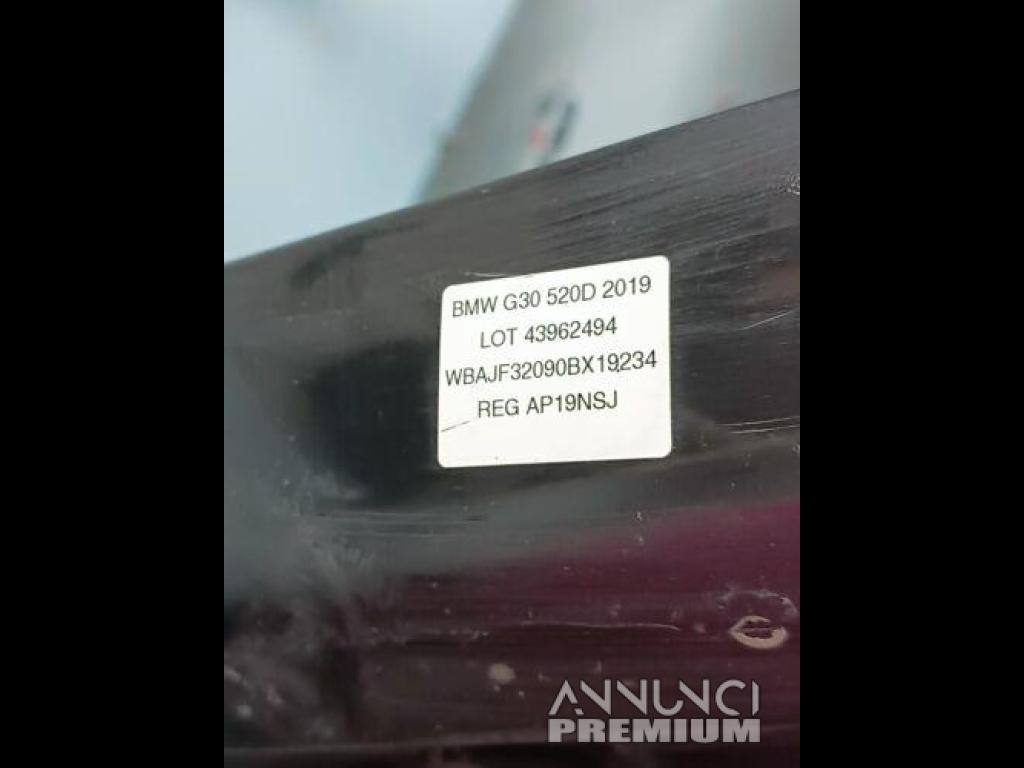 BMW G30 520D 2019
LOT 43962494
WBAJF32090BX19234
REG AP19NSJ
ANNUNCI
PREMIUM